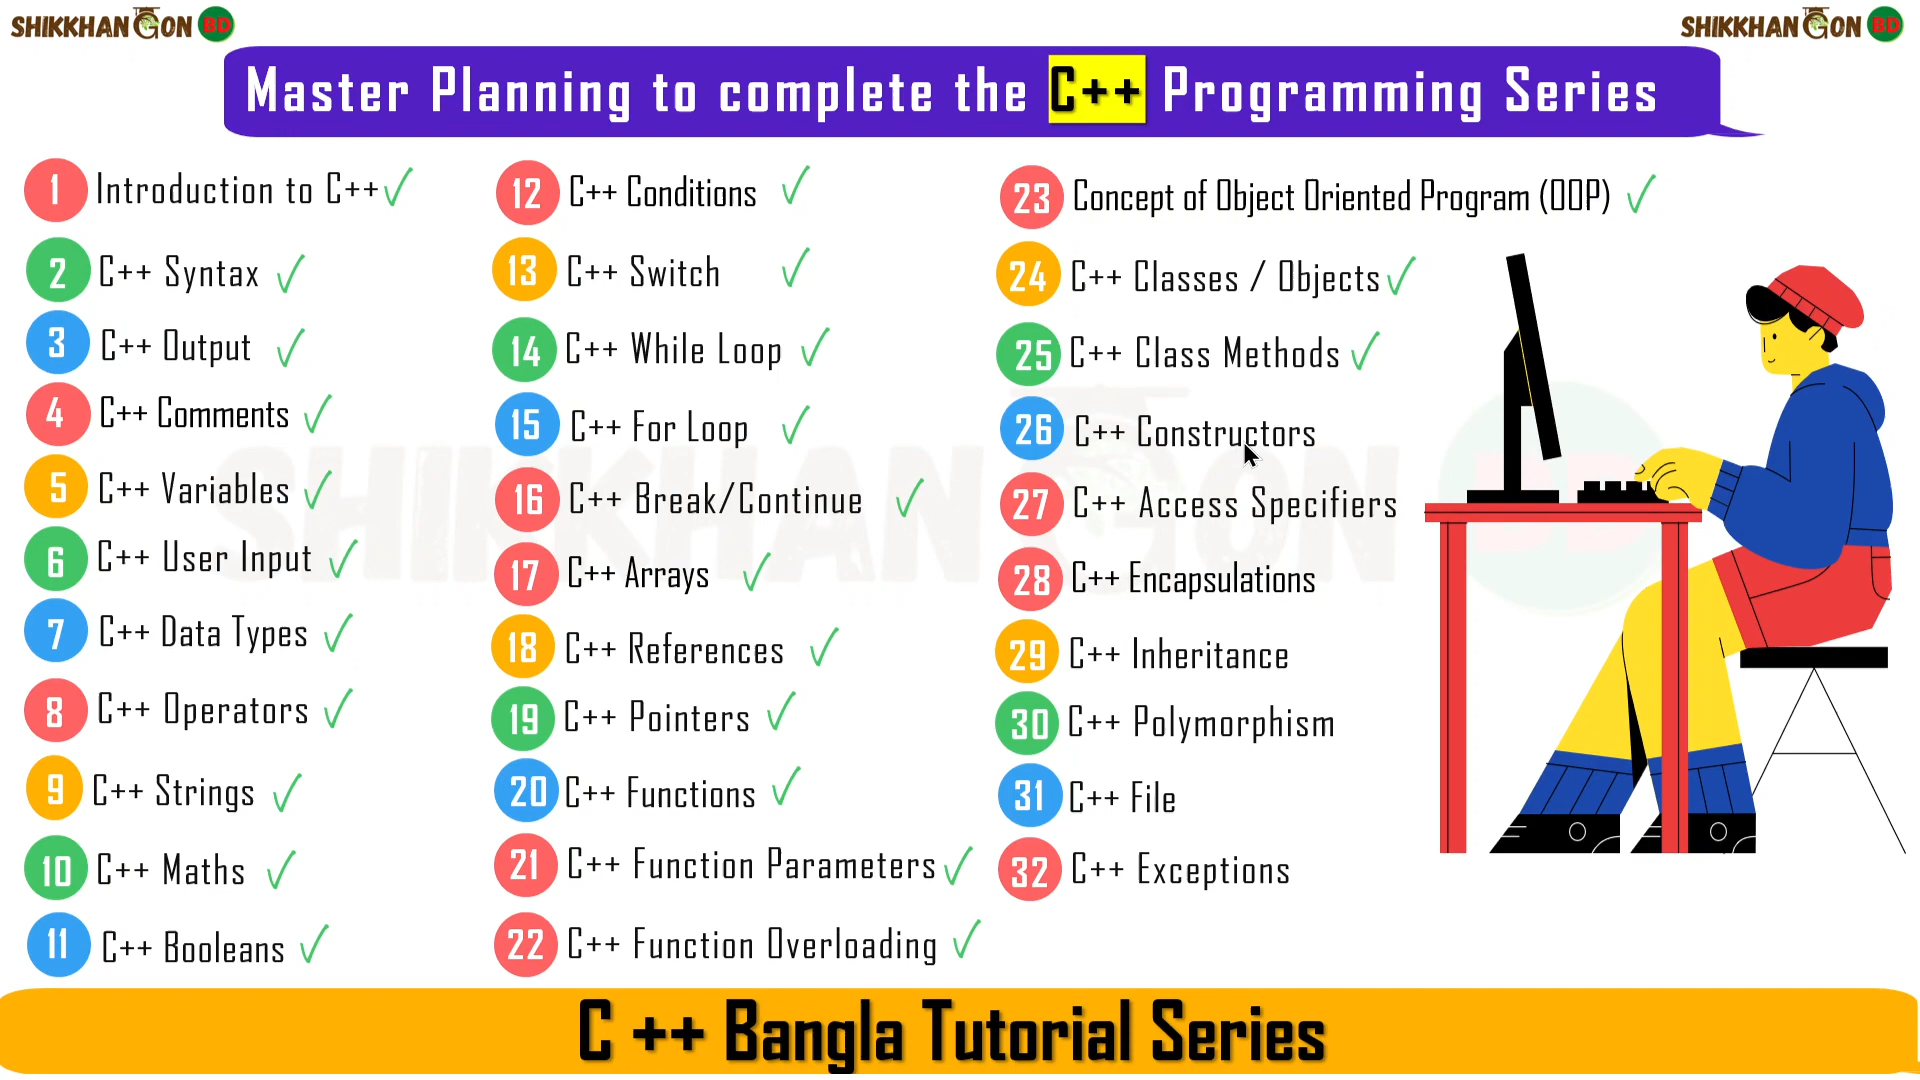 SHIKKHANGON BD
SHIKKHANGON BD
Master Planning to complete the C++ Programming Series
1 Introduction to C++
2 C++ Syntax
3 C++ Output
4 C++ Comments
5 C++ Variables
6 C++ User Input
7 C++ Data Types
8 C++ Operators
9 C++ Strings
10 C++ Maths
11 C++ Booleans
12 C++ Conditions
13 C++ Switch
14 C++ While Loop
15 C++ For Loop
16 C++ Break/Continue
17 C++ Arrays
18 C++ References
19 C++ Pointers
20 C++ Functions
21 C++ Function Parameters
22 C++ Function Overloading
23 Concept of Object Oriented Program (OOP)
24 C++ Classes / Objects
25 C++ Class Methods
26 C++ Constructors
27 C++ Access Specifiers
28 C++ Encapsulations
29 C++ Inheritance
30 C++ Polymorphism
31 C++ File
32 C++ Exceptions
SHIKKHANGON BD
C ++ Bangla Tutorial Series